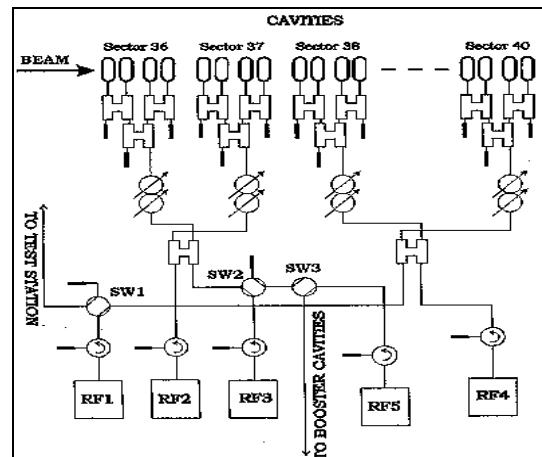 CAVITIES
Sector 36 Sector 37 Sector 38 Sector 40
BEAM
TO TEST STATION
SW1
SW2
SW3
RF1
RF2
RF3
RF5
RF4
TO BOOSTER CAVITIES